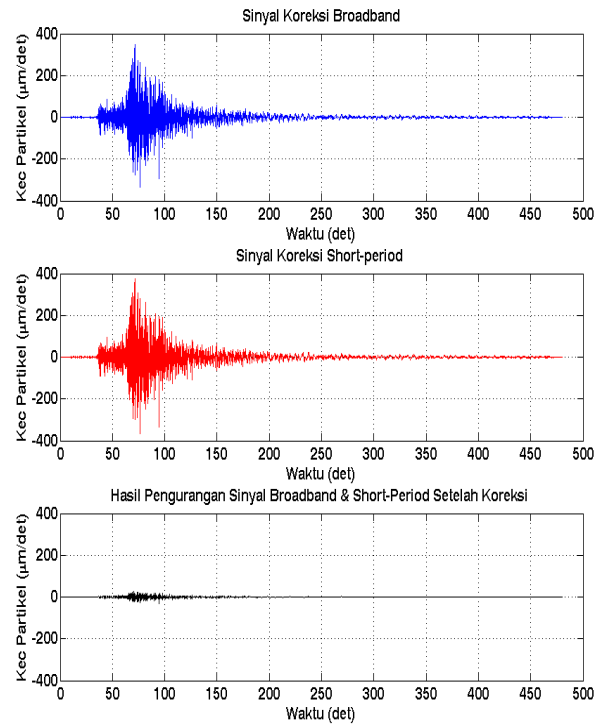 Sinyal Koreksi Broadband
400
200
0
-200
-400
Kec Partikel (μm/det)
0 50 100 150 200 250 300 350 400 450 500
Waktu (det)
Sinyal Koreksi Short-period
400
200
0
-200
-400
Kec Partikel (μm/det)
0 50 100 150 200 250 300 350 400 450 500
Waktu (det)
Hasil Pengurangan Sinyal Broadband & Short-Period Setelah Koreksi
400
200
0
-200
-400
Kec Partikel (μm/det)
0 50 100 150 200 250 300 350 400 450 500
Waktu (det)